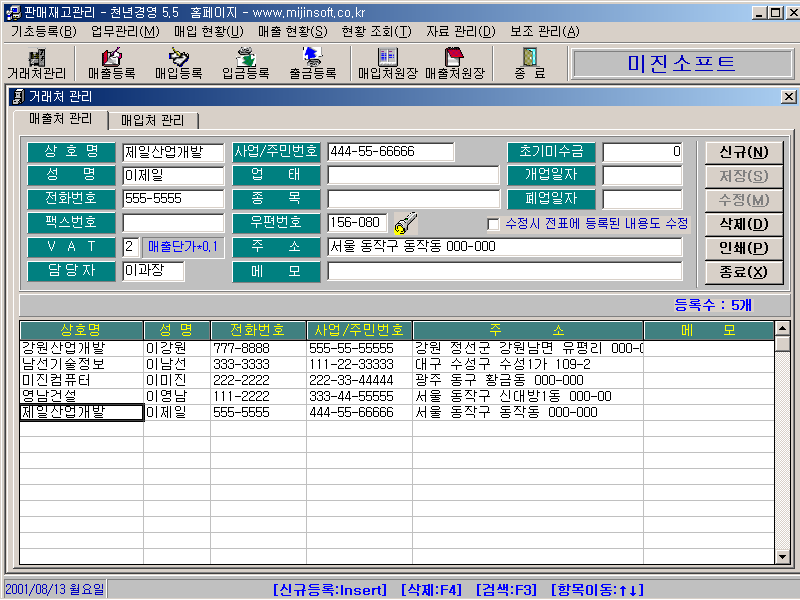 판매재고관리 - 천년경영 5.5 홈페이지 - www.mijinsoft.co.kr
기초등록(B) 업무관리(M) 매입 현황(U) 매출 현황(S) 현황 조회(T) 자료 관리(D) 보조 관리(A)
거래처관리 매출등록 매입등록 입금등록 출금등록 매입처원장 매출처원장 종 료 미진소프트
거래처 관리
매출처 관리 매입처 관리
상 호 명 제일산업개발 사업/주민번호 444-55-66666 초기미수금 0 신규(N)
성 명 이제일 업 태 개업일자 저장(S)
전화번호 555-5555 종 목 폐업일자 수정(M)
팩스번호 우편번호 156-080 수정시 전표에 등록된 내용도 수정 삭제(D)
V A T 2 매출단가*0.1 주 소 서울 동작구 동작동 000-000 인쇄(P)
담당자 이과장 메 모 종료(X)
등록수 : 5개
상호명 성 명 전화번호 사업/주민번호 주 소 메 모
강원산업개발 이강원 777-8888 555-55-55555 강원 정선군 강원남면 유평리 000-0
남선기술정보 이남선 333-3333 111-22-33333 대구 수성구 수성1가 109-2
미진컴퓨터 이미진 222-2222 222-33-44444 광주 동구 황금동 000-000
영남건설 이영남 111-2222 333-44-55555 서울 동작구 신대방1동 000-00
제일산업개발 이제일 555-5555 444-55-66666 서울 동작구 동작동 000-000
2001/08/13 월요일 [신규등록:Insert] [삭제:F4] [검색:F3] [항목이동:↑↓]